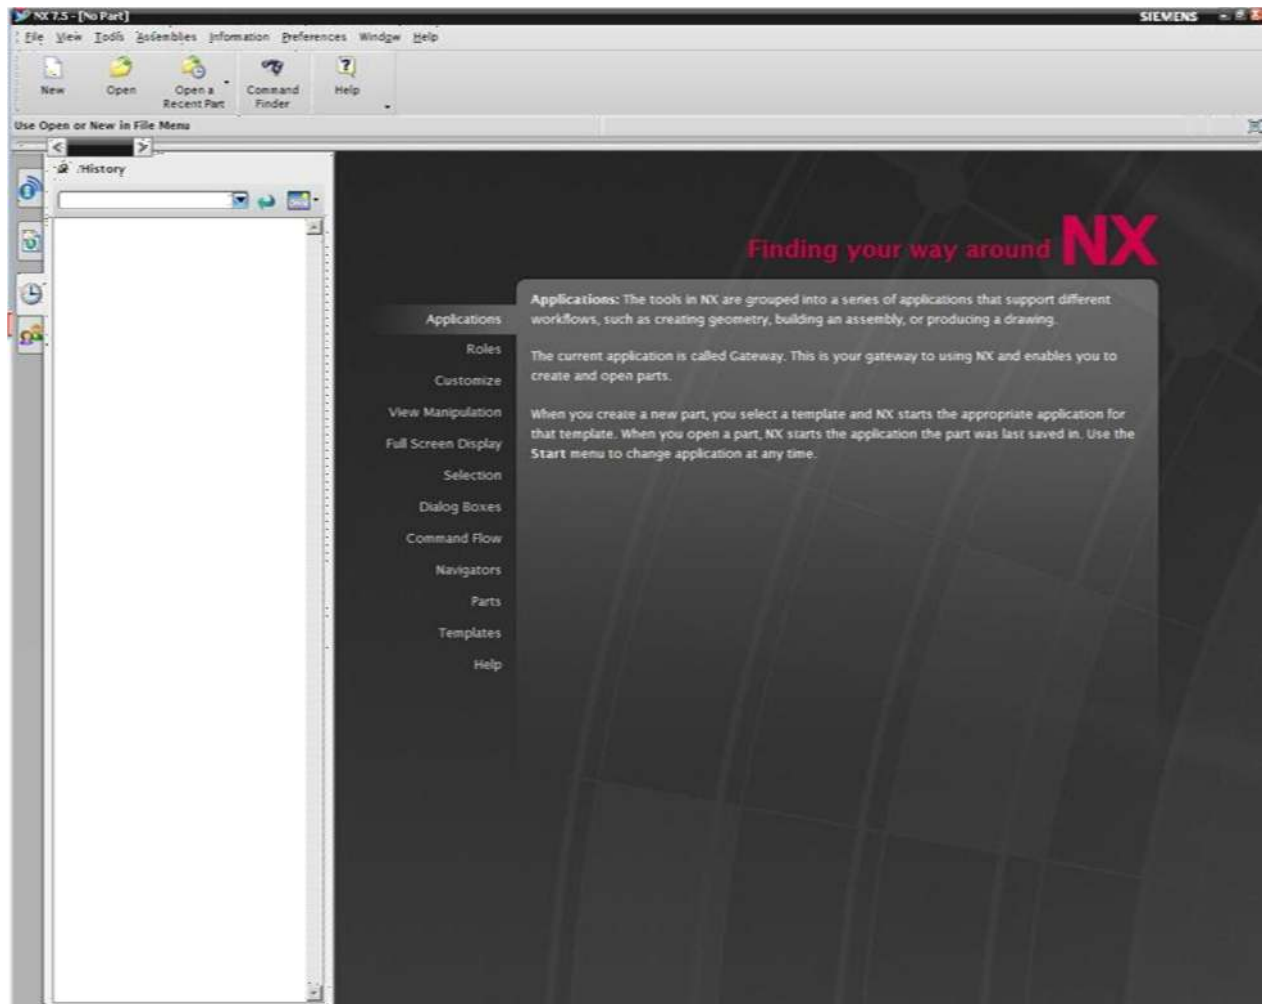 NX 7.5 - [No Part]
SIEMENS
File View Tools Assemblies Information Preferences Window Help
New
Open
Open a
Recent Part
Command
Finder
Help
Use Open or New in File Menu
History
Finding your way around NX
Applications
Roles
Customize
View Manipulation
Full Screen Display
Selection
Dialog Boxes
Command Flow
Navigators
Parts
Templates
Help
Applications: The tools in NX are grouped into a series of applications that support different
workflows, such as creating geometry, building an assembly, or producing a drawing.
The current application is called Gateway. This is your gateway to using NX and enables you to
create and open parts.
When you create a new part, you select a template and NX starts the appropriate application for
that template. When you open a part, NX starts the application the part was last saved in. Use the
Start menu to change application at any time.